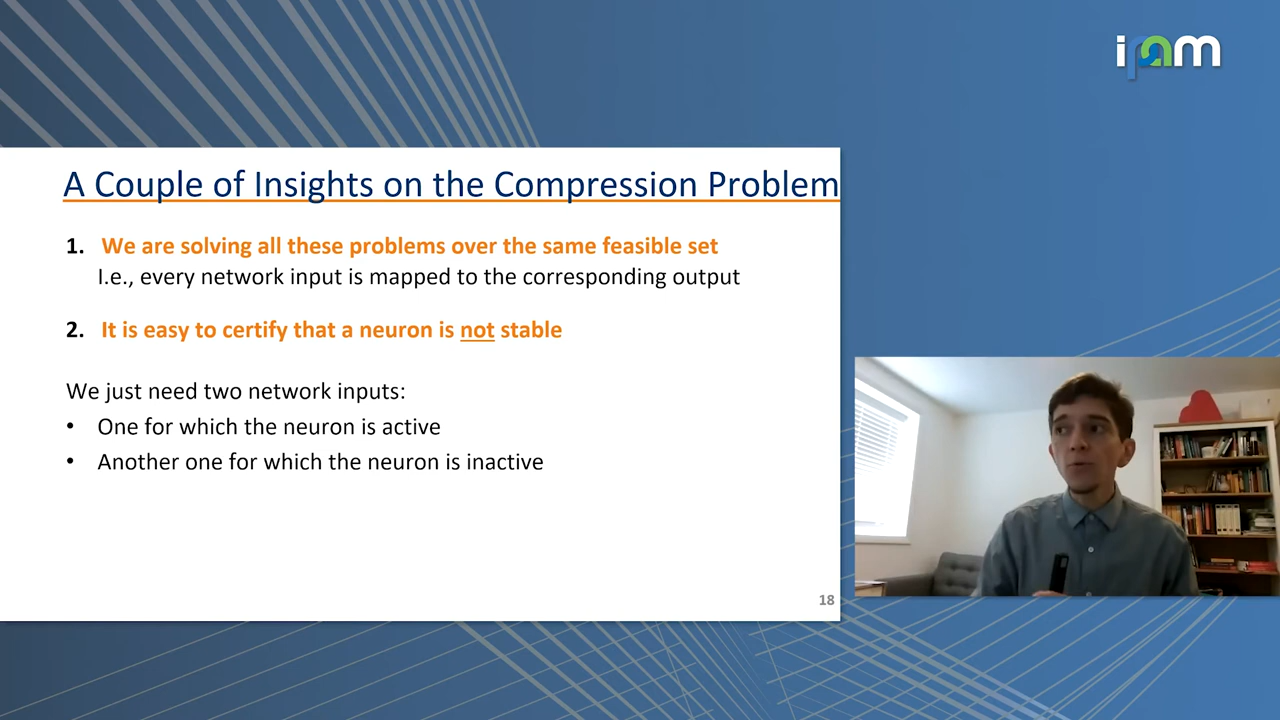 ipam
A Couple of Insights on the Compression Problem
1. We are solving all these problems over the same feasible set
I.e., every network input is mapped to the corresponding output
2. It is easy to certify that a neuron is not stable
We just need two network inputs:
• One for which the neuron is active
• Another one for which the neuron is inactive
18